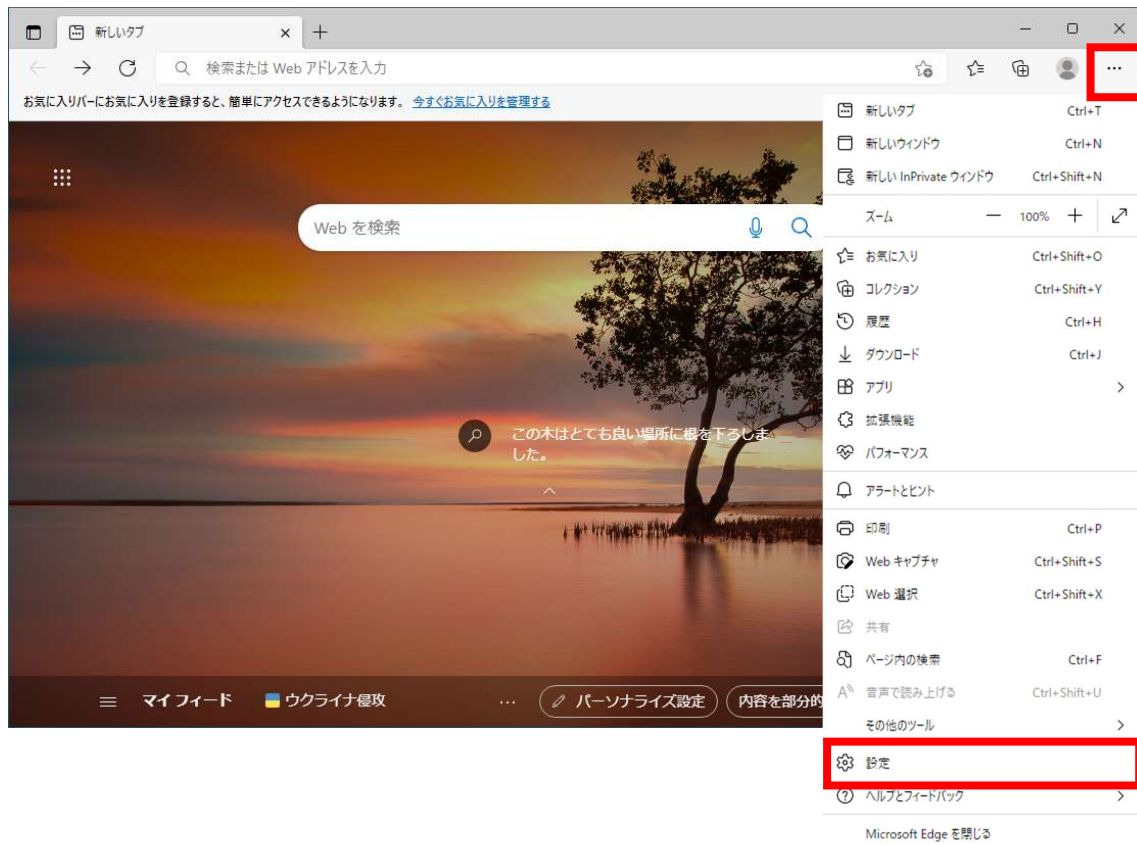 新しいタブ
検索または Web アドレスを入力
お気に入りバーにお気に入りを登録すると、簡単にアクセスできるようになります。 今すぐお気に入りを管理する
Web を検索
この木はとても良い場所に根を下ろしま
した。
マイ フィード ウクライナ侵攻 ... パーソナライズ設定 内容を部分的
新しいタブ Ctrl+T
新しいウィンドウ Ctrl+N
新しい InPrivate ウィンドウ Ctrl+Shift+N
ズーム 100%
お気に入り Ctrl+Shift+O
コレクション Ctrl+Shift+Y
履歴 Ctrl+H
ダウンロード Ctrl+J
アプリ
拡張機能
パフォーマンス
アラートとヒント
印刷 Ctrl+P
Web キャプチャ Ctrl+Shift+S
Web 選択 Ctrl+Shift+X
共有
ページ内の検索 Ctrl+F
音声で読み上げる Ctrl+Shift+U
その他のツール
設定
ヘルプとフィードバック
Microsoft Edge を閉じる